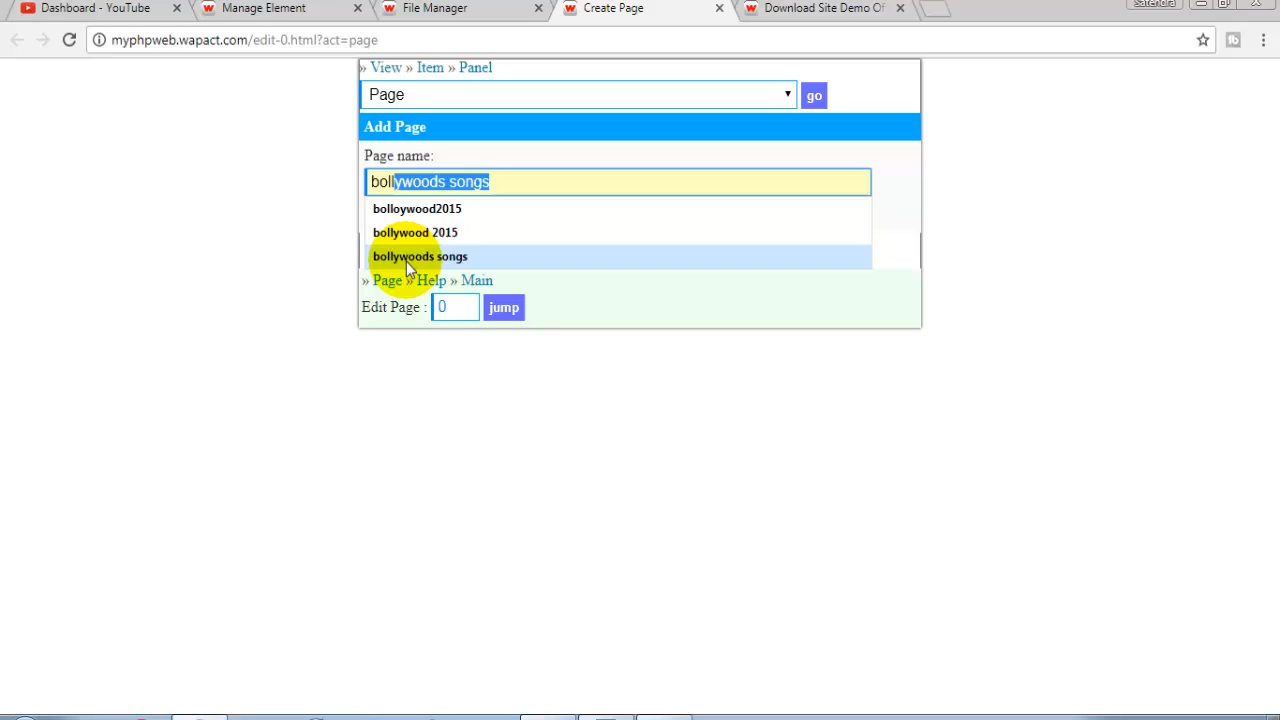 Dashboard - YouTube
Manage Element
File Manager
Create Page
Download Site Demo Of
Satendra
myphpweb.wapact.com/edit-0.html?act=page
» View » Item » Panel
Page
go
Add Page
Page name:
bollywoods songs
bolloywood2015
bollywood 2015
bollywoods songs
» Page » Help » Main
Edit Page : 0 jump